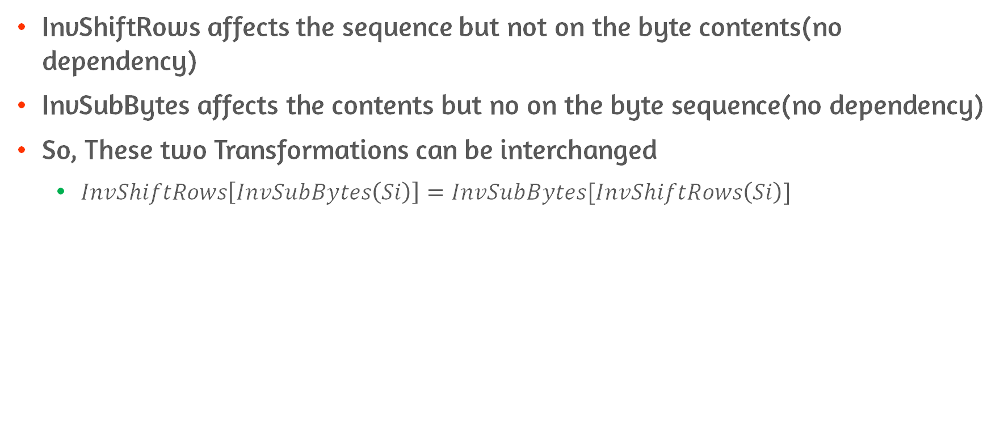 • InvShiftRows affects the sequence but not on the byte contents(no
dependency)
• InvSubBytes affects the contents but no on the byte sequence(no dependency)
• So, These two Transformations can be interchanged
• InvShiftRows[InvSubBytes(Si)] = InvSubBytes[InvShiftRows(Si)]